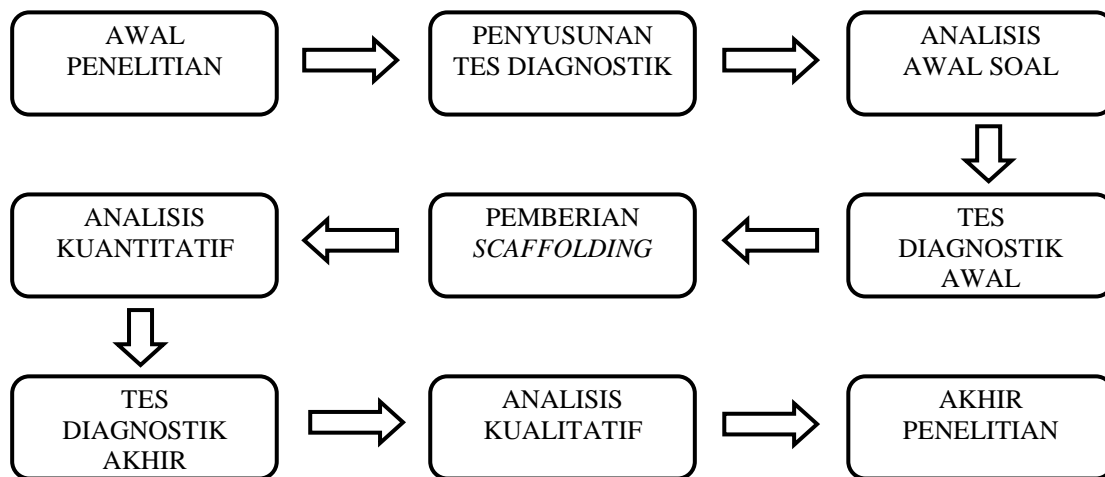 AWAL
PENELITIAN
PENYUSUNAN
TES DIAGNOSTIK
ANALISIS
AWAL SOAL
TES
DIAGNOSTIK
AWAL
PEMBERIAN
SCAFFOLDING
ANALISIS
KUANTITATIF
TES
DIAGNOSTIK
AKHIR
ANALISIS
KUALITATIF
AKHIR
PENELITIAN